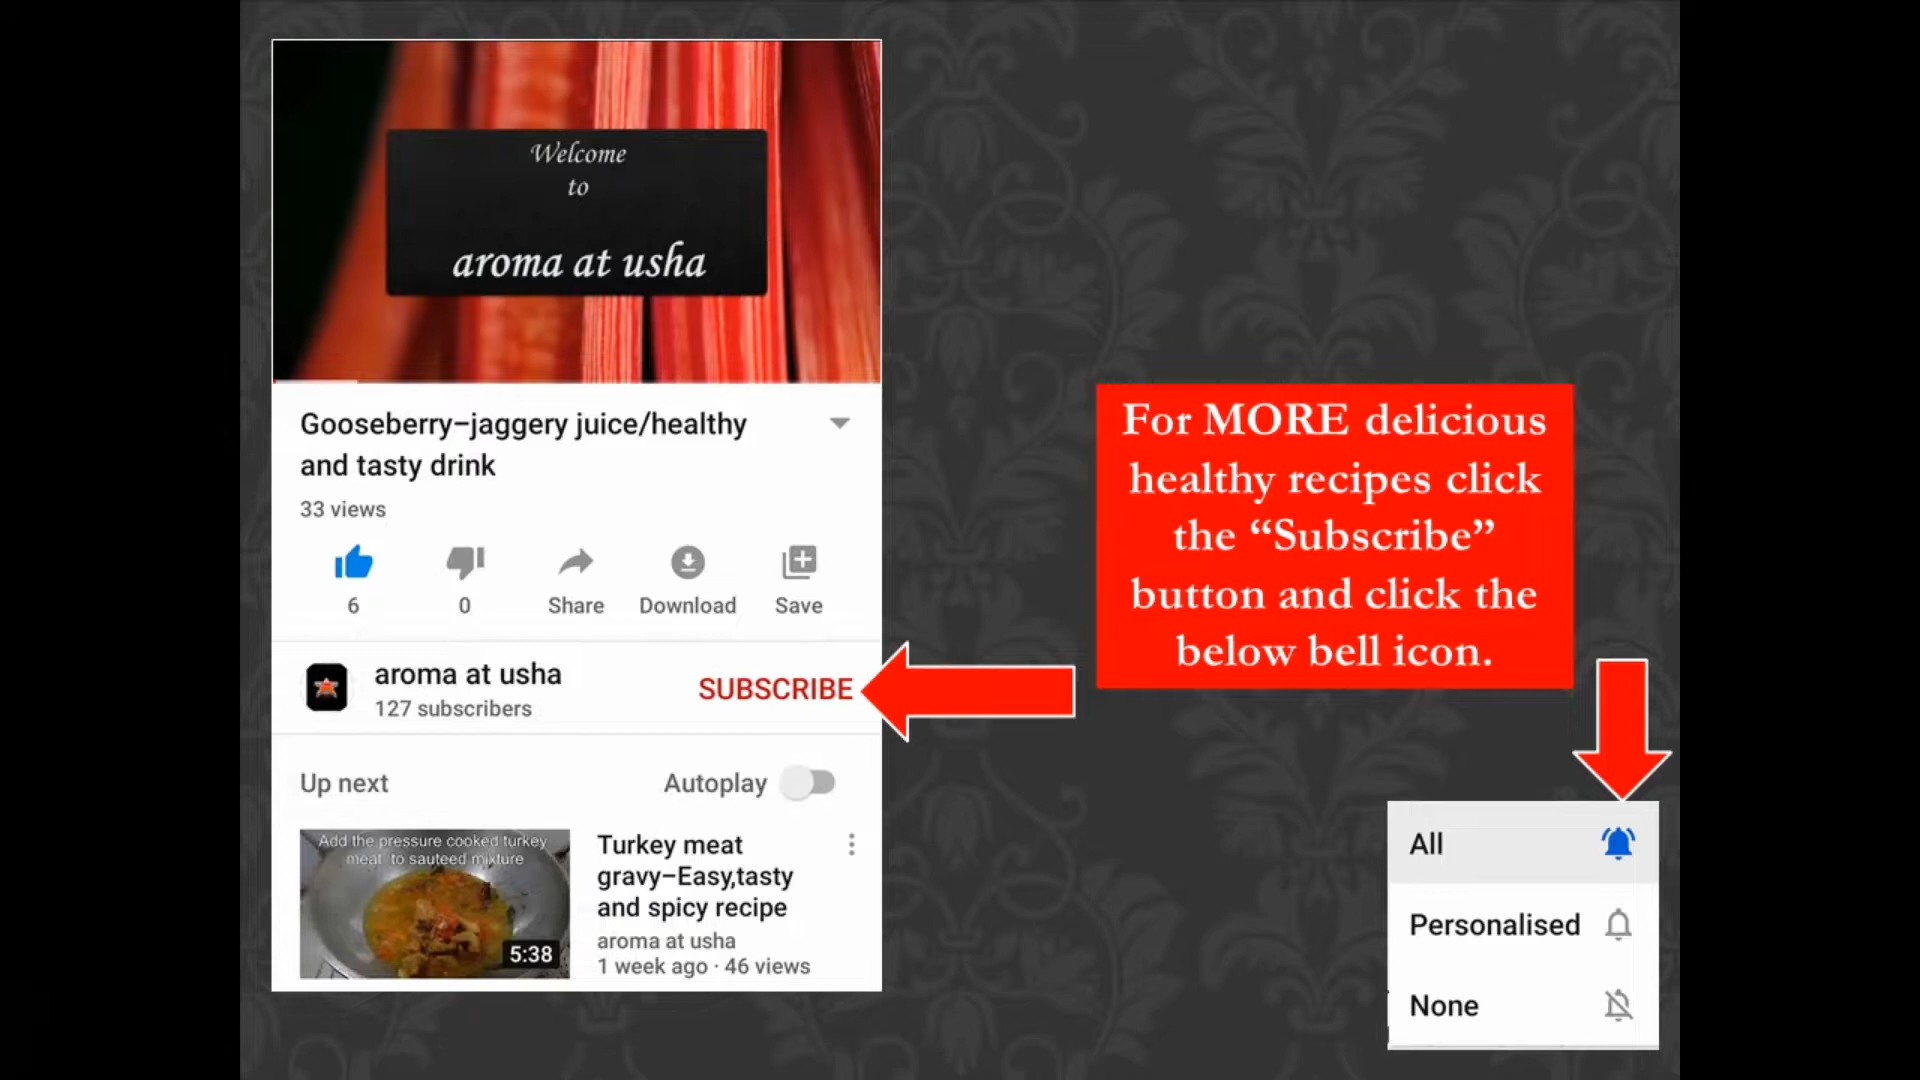 Welcome
to
aroma at usha
Gooseberry–jaggery juice/healthy
and tasty drink
33 views
6
0
Share
Download
Save
aroma at usha
127 subscribers
SUBSCRIBE
Up next
Autoplay
Add the pressure cooked turkey
meat to sauteed mixture
5:38
Turkey meat
gravy–Easy,tasty
and spicy recipe
aroma at usha
1 week ago · 46 views
For MORE delicious
healthy recipes click
the “Subscribe”
button and click the
below bell icon.
All
Personalised
None